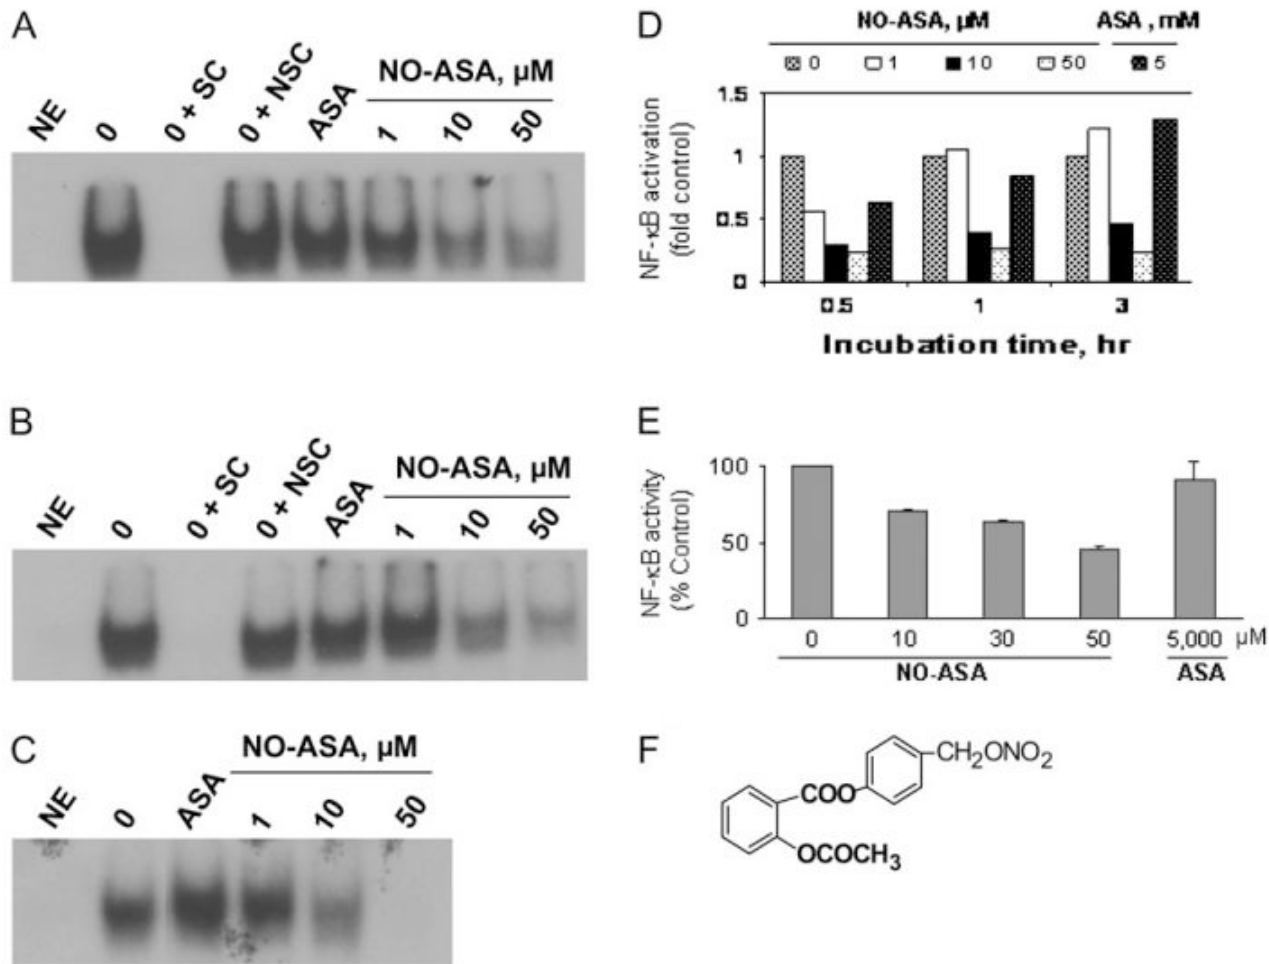 A
NE
0
0 + SC
0 + NSC
ASA
NO-ASA, µM
1
10
50
B
NE
0
0 + SC
0 + NSC
ASA
NO-ASA, µM
1
10
50
C
NE
0
ASA
NO-ASA, µM
1
10
50
D
NO-ASA, µM
ASA , mM
0
1
10
50
5
NF-κB activation
(fold control)
1.5
1
0.5
0
0.5
1
3
Incubation time, hr
E
NF-κB activity
(% Control)
100
50
0
0
10
30
50
5,000
µM
NO-ASA
ASA
F
CH2ONO2
COO
OCOCH3